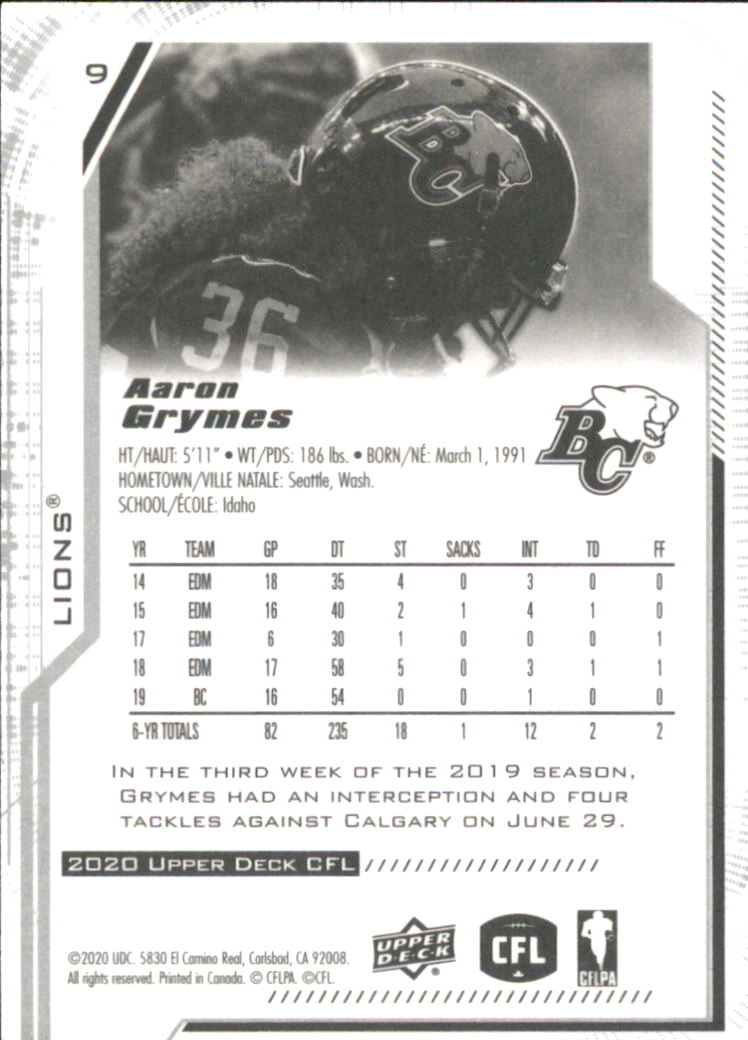 9
BC
36
Aaron
Grymes
BC®
HT/HAUT: 5'11" • WT/PDS: 186 lbs. • BORN/NÉ: March 1, 1991
HOMETOWN/VILLE NATALE: Seattle, Wash.
SCHOOL/ÉCOLE: Idaho
LIONS®
YR TEAM GP DT ST SACKS INT TD FF
14 EDM 18 35 4 0 3 0 0
15 EDM 16 40 2 1 4 1 0
17 EDM 6 30 1 0 0 0 1
18 EDM 17 58 5 0 3 1 1
19 BC 16 54 0 0 1 0 0
6-YR TOTALS 82 235 18 1 12 2 2
IN THE THIRD WEEK OF THE 2019 SEASON,
GRYMES HAD AN INTERCEPTION AND FOUR
TACKLES AGAINST CALGARY ON JUNE 29.
2020 UPPER DECK CFL
©2020 UDC. 5830 El Camino Real, Carlsbad, CA 92008.
All rights reserved. Printed in Canada. © CFLPA. ©CFL.
UPPER
D·E·C·K®
CFL
CFLPA